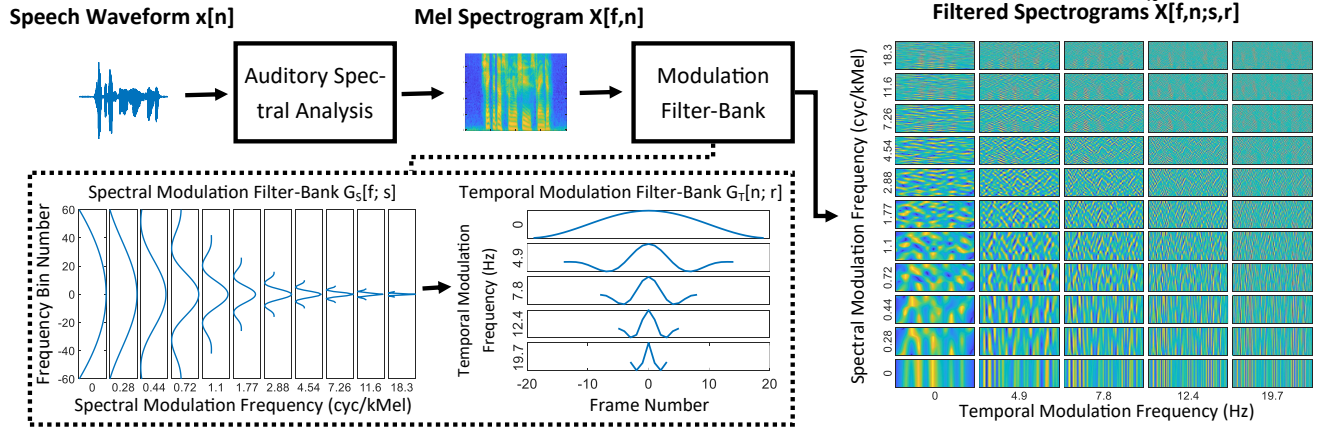 Speech Waveform x[n]
Mel Spectrogram X[f,n]
Filtered Spectrograms X[f,n;s,r]
Auditory Spec-
tral Analysis
Modulation
Filter-Bank
Spectral Modulation Filter-Bank G_S[f; s]
Frequency Bin Number
60
40
20
0
-20
-40
-60
0 0.28 0.44 0.72 1.1 1.77 2.88 4.54 7.26 11.6 18.3
Spectral Modulation Frequency (cyc/kMel)
Temporal Modulation Filter-Bank G_T[n; r]
Temporal Modulation
Frequency (Hz)
0
4.9
7.8
12.4
19.7
-20 -10 0 10 20
Frame Number
Spectral Modulation Frequency (cyc/kMel)
18.3
11.6
7.26
4.54
2.88
1.77
1.1
0.72
0.44
0.28
0
0 4.9 7.8 12.4 19.7
Temporal Modulation Frequency (Hz)